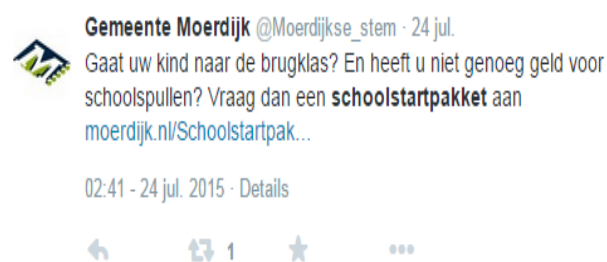 Gemeente Moerdijk @Moerdijkse_stem · 24 jul.
Gaat uw kind naar de brugklas? En heeft u niet genoeg geld voor
schoolspullen? Vraag dan een schoolstartpakket aan
moerdijk.nl/Schoolstartpak...
02:41 - 24 jul. 2015 · Details
1